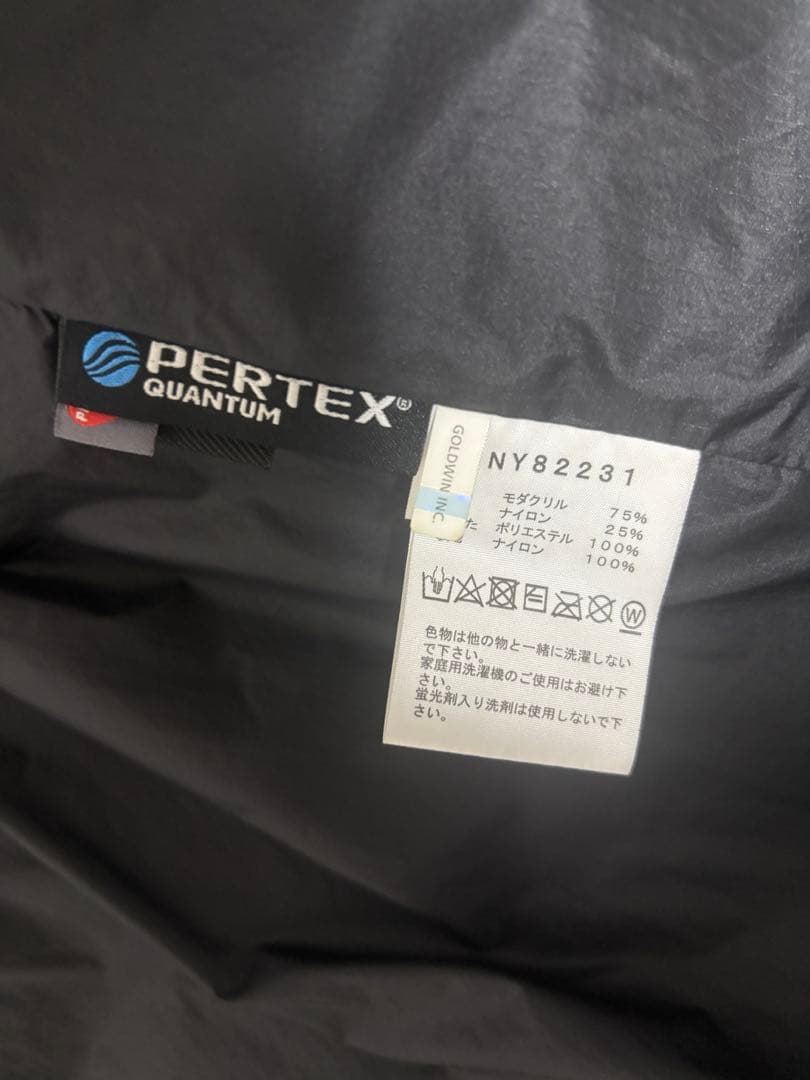 PERTEX®
QUANTUM
GOLDWIN INC.
NY82231
モダクリル 75%
ナイロン 25%
た ポリエステル 100%
ナイロン 100%
W
色物は他の物と一緒に洗濯しない
で下さい。
家庭用洗濯機のご使用はお避け下
さい。
蛍光剤入り洗剤は使用しないで下
さい。